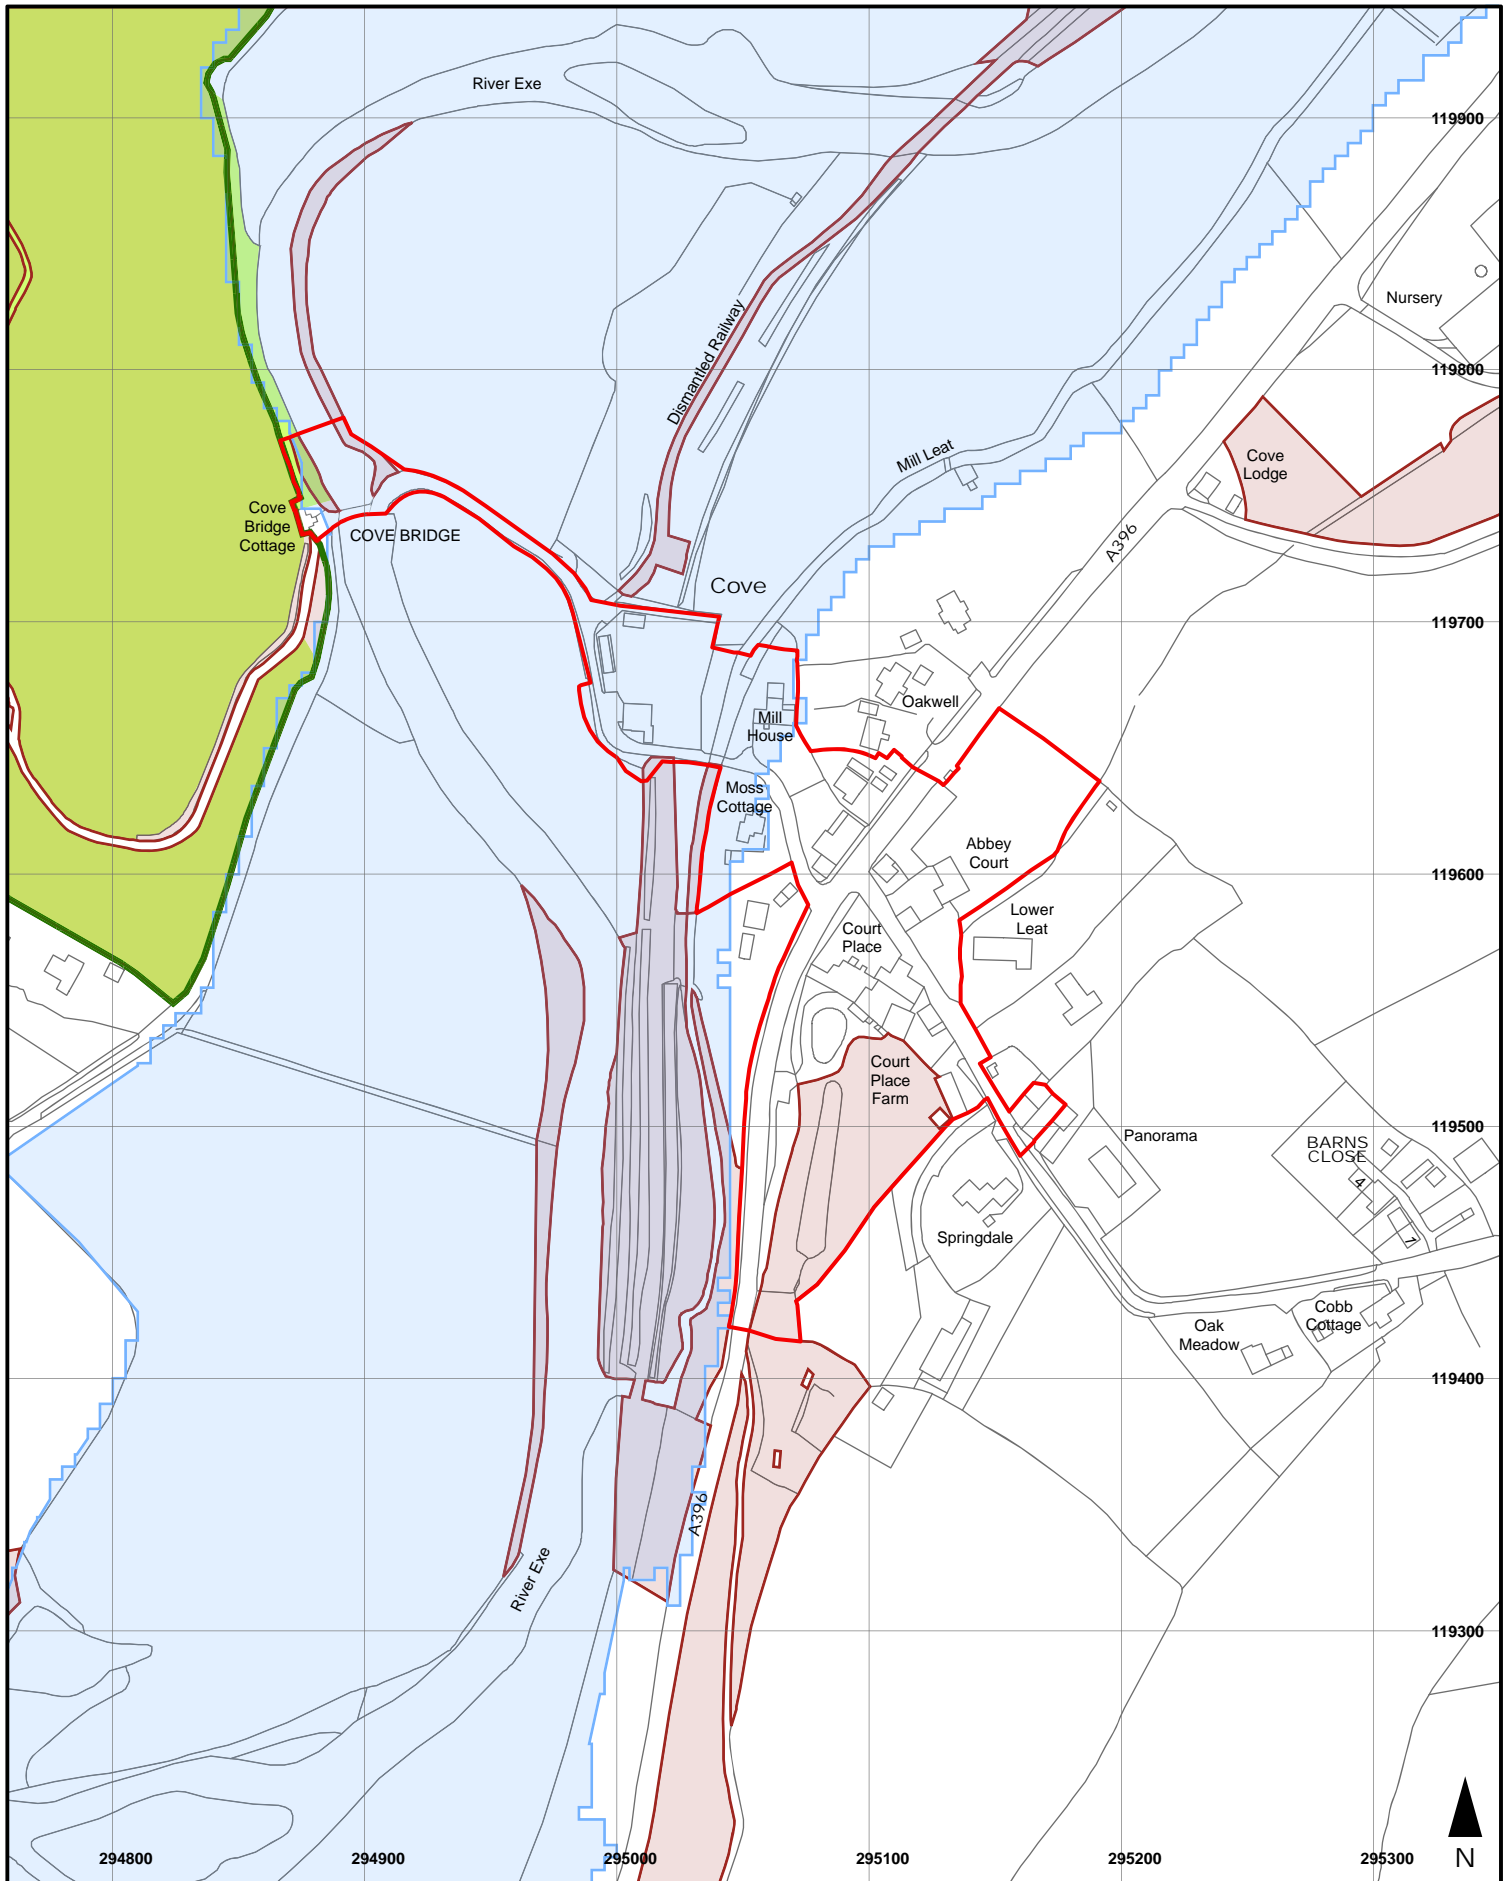 River Exe
119900
Nursery
Dismantled Railway
119800
Mill Leat
Cove
Lodge
Cove
Bridge
Cottage
COVE BRIDGE
A396
Cove
119700
Oakwell
Mill
House
Moss
Cottage
Abbey
Court
119600
Lower
Leat
Court
Place
Court
Place
Farm
119500
Panorama
BARNS
CLOSE
4
1
Springdale
Oak
Meadow
Cobb
Cottage
119400
A396
River Exe
119300
294800
294900
295000
295100
295200
295300
N